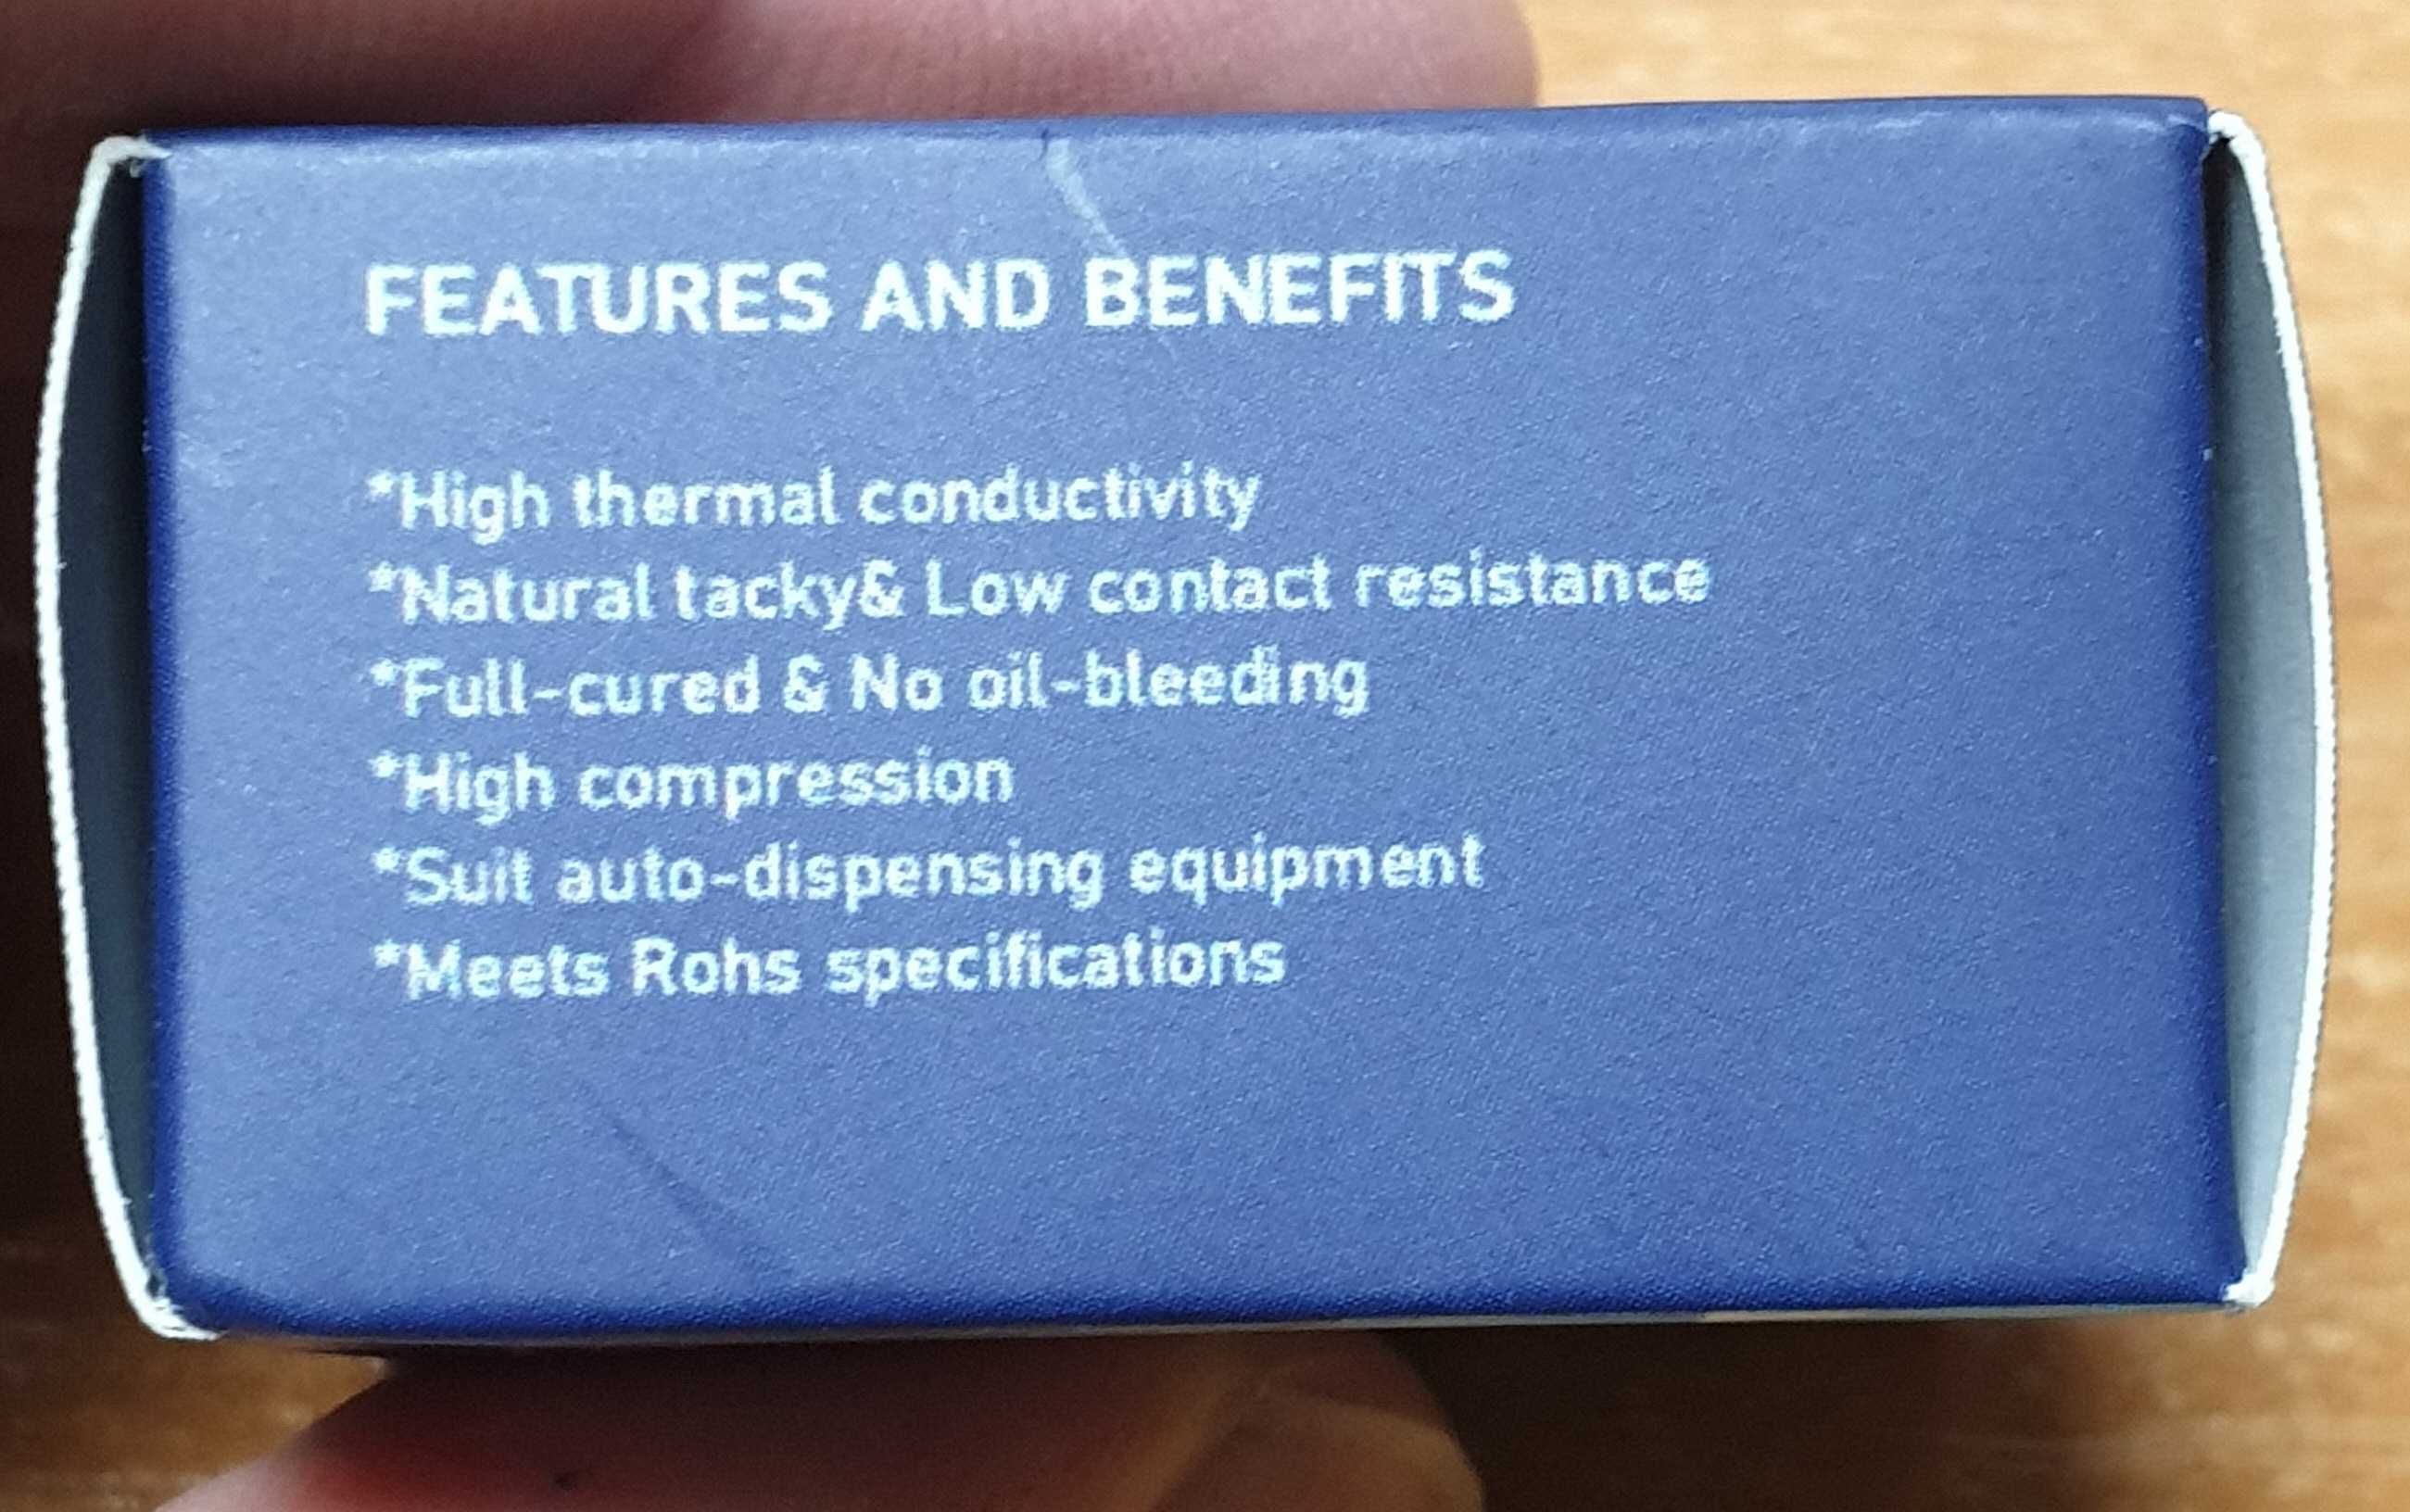 FEATURES AND BENEFITS
*High thermal conductivity
*Natural tacky& Low contact resistance
*Full-cured & No oil-bleeding
*High compression
*Suit auto-dispensing equipment
*Meets Rohs specifications